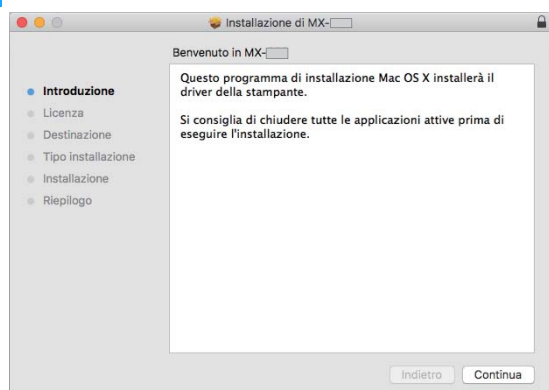 Installazione di MX-
Benvenuto in MX-
Introduzione
Licenza
Destinazione
Tipo installazione
Installazione
Riepilogo
Questo programma di installazione Mac OS X installerà il
driver della stampante.
Si consiglia di chiudere tutte le applicazioni attive prima di
eseguire l'installazione.
Indietro
Continua